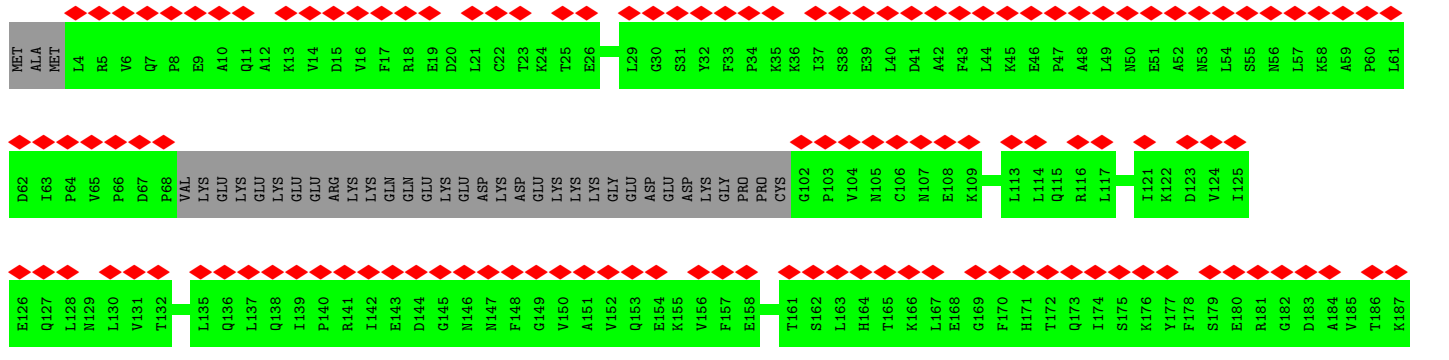 MET ALA MET L4 R5 V6 Q7 P8 E9 A10 Q11 A12 K13 V14 D15 V16 F17 R18 E19 D20 L21 C22 T23 K24 T25 E26 L29 G30 S31 Y32 F33 P34 K35 K36 I37 S38 E39 L40 D41 A42 F43 L44 K45 E46 P47 A48 L49 N50 E51 A52 N53 L54 S55 N56 L57 K58 A59 P60 L61
D62 I63 P64 V65 P66 D67 P68 VAL LYS GLU LYS GLU LYS GLU GLU ARG LYS LYS GLN GLN GLU LYS GLU ASP LYS ASP GLU LYS LYS LYS GLY GLU ASP GLU ASP LYS GLY PRO PRO CYS G102 P103 V104 N105 C106 N107 E108 K109 L113 L114 Q115 R116 L117 I121 K122 D123 V124 I125
E126 Q127 L128 N129 L130 V131 T132 L135 Q136 L137 Q138 I139 P140 R141 I142 E143 D144 G145 N146 N147 F148 G149 V150 A151 V152 Q153 E154 K155 V156 F157 E158 T161 S162 L163 H164 T165 K166 L167 E168 G169 F170 H171 T172 Q173 I174 S175 K176 Y177 F178 S179 E180 R181 G182 D183 A184 V185 T186 K187